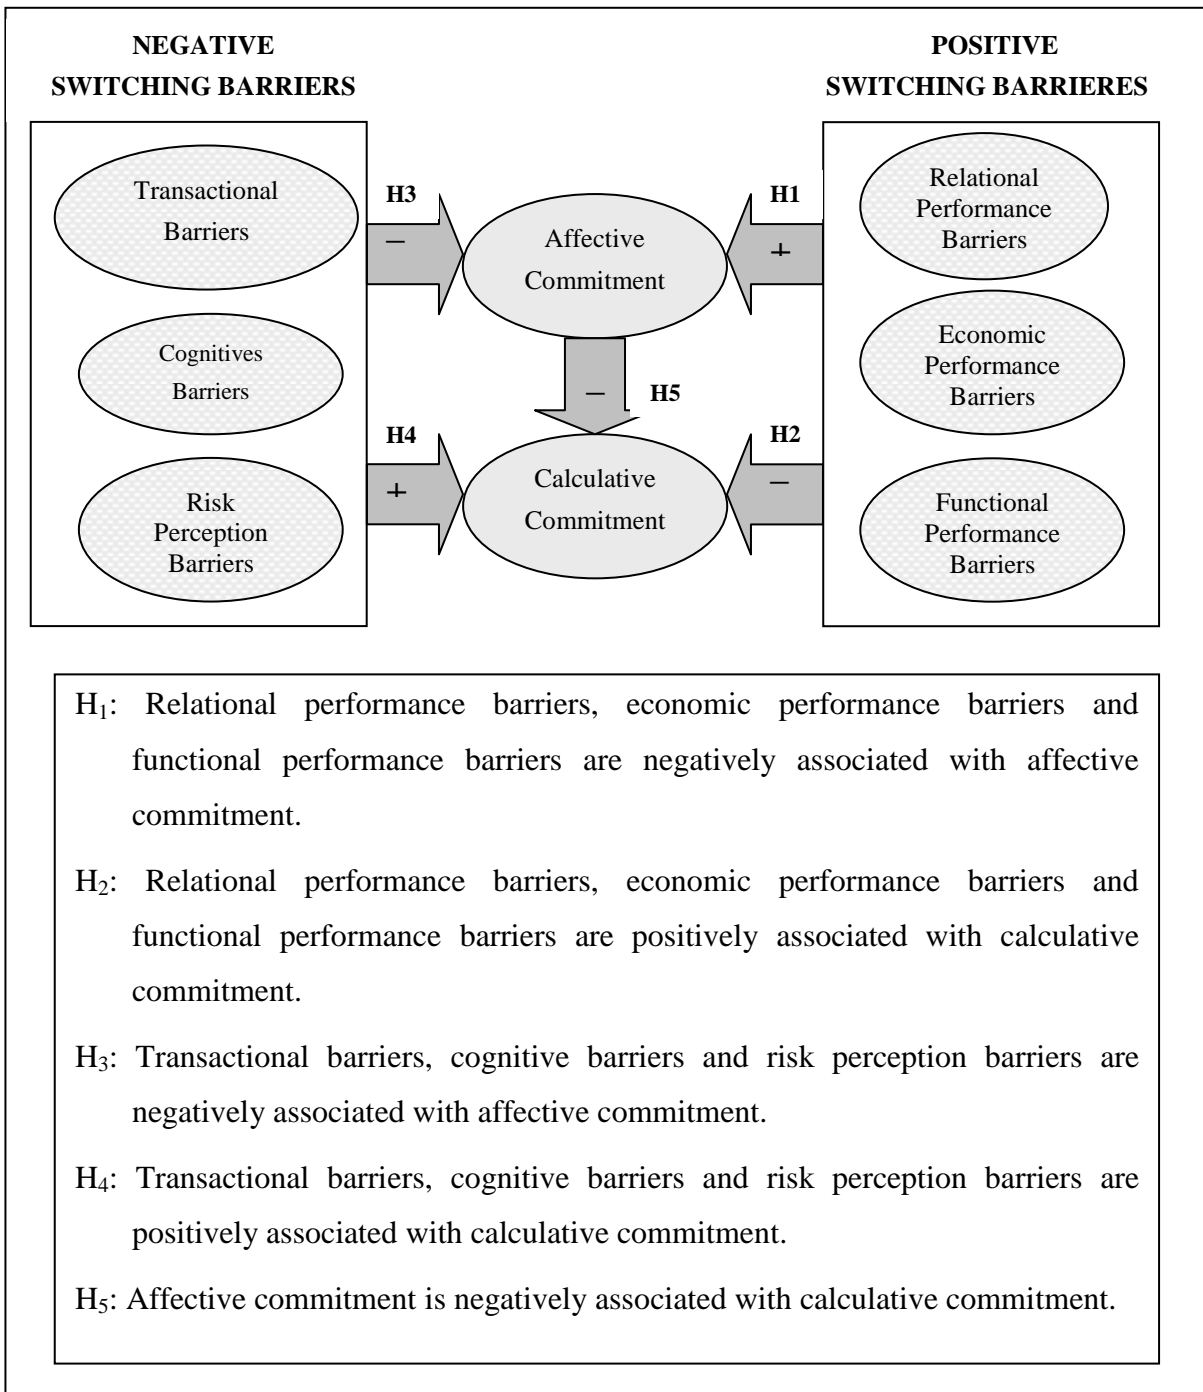 NEGATIVE
SWITCHING BARRIERS
POSITIVE
SWITCHING BARRIERES
Transactional
Barriers
Cognitives
Barriers
Risk
Perception
Barriers
H3
−
H4
+
Affective
Commitment
−
H5
Calculative
Commitment
H1
+
H2
−
Relational
Performance
Barriers
Economic
Performance
Barriers
Functional
Performance
Barriers
H₁: Relational performance barriers, economic performance barriers and
functional performance barriers are negatively associated with affective
commitment.
H₂: Relational performance barriers, economic performance barriers and
functional performance barriers are positively associated with calculative
commitment.
H₃: Transactional barriers, cognitive barriers and risk perception barriers are
negatively associated with affective commitment.
H₄: Transactional barriers, cognitive barriers and risk perception barriers are
positively associated with calculative commitment.
H₅: Affective commitment is negatively associated with calculative commitment.